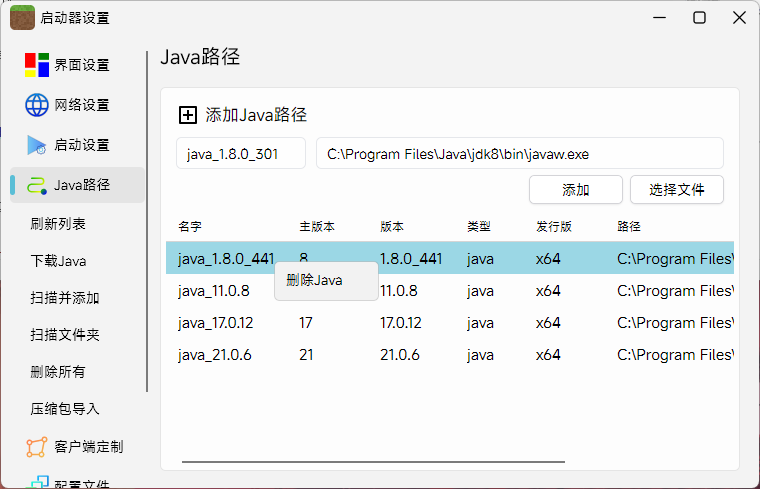 启动器设置
界面设置
网络设置
启动设置
Java路径
刷新列表
下载Java
扫描并添加
扫描文件夹
删除所有
压缩包导入
客户端定制
配置文件
Java路径
添加Java路径
java_1.8.0_301 C:\Program Files\Java\jdk8\bin\javaw.exe
添加 选择文件
名字 主版本 版本 类型 发行版 路径
java_1.8.0_441 8 1.8.0_441 java x64 C:\Program Files\
删除Java
java_11.0.8 11.0.8 java x64 C:\Program Files\
java_17.0.12 17 17.0.12 java x64 C:\Program Files\
java_21.0.6 21 21.0.6 java x64 C:\Program Files\